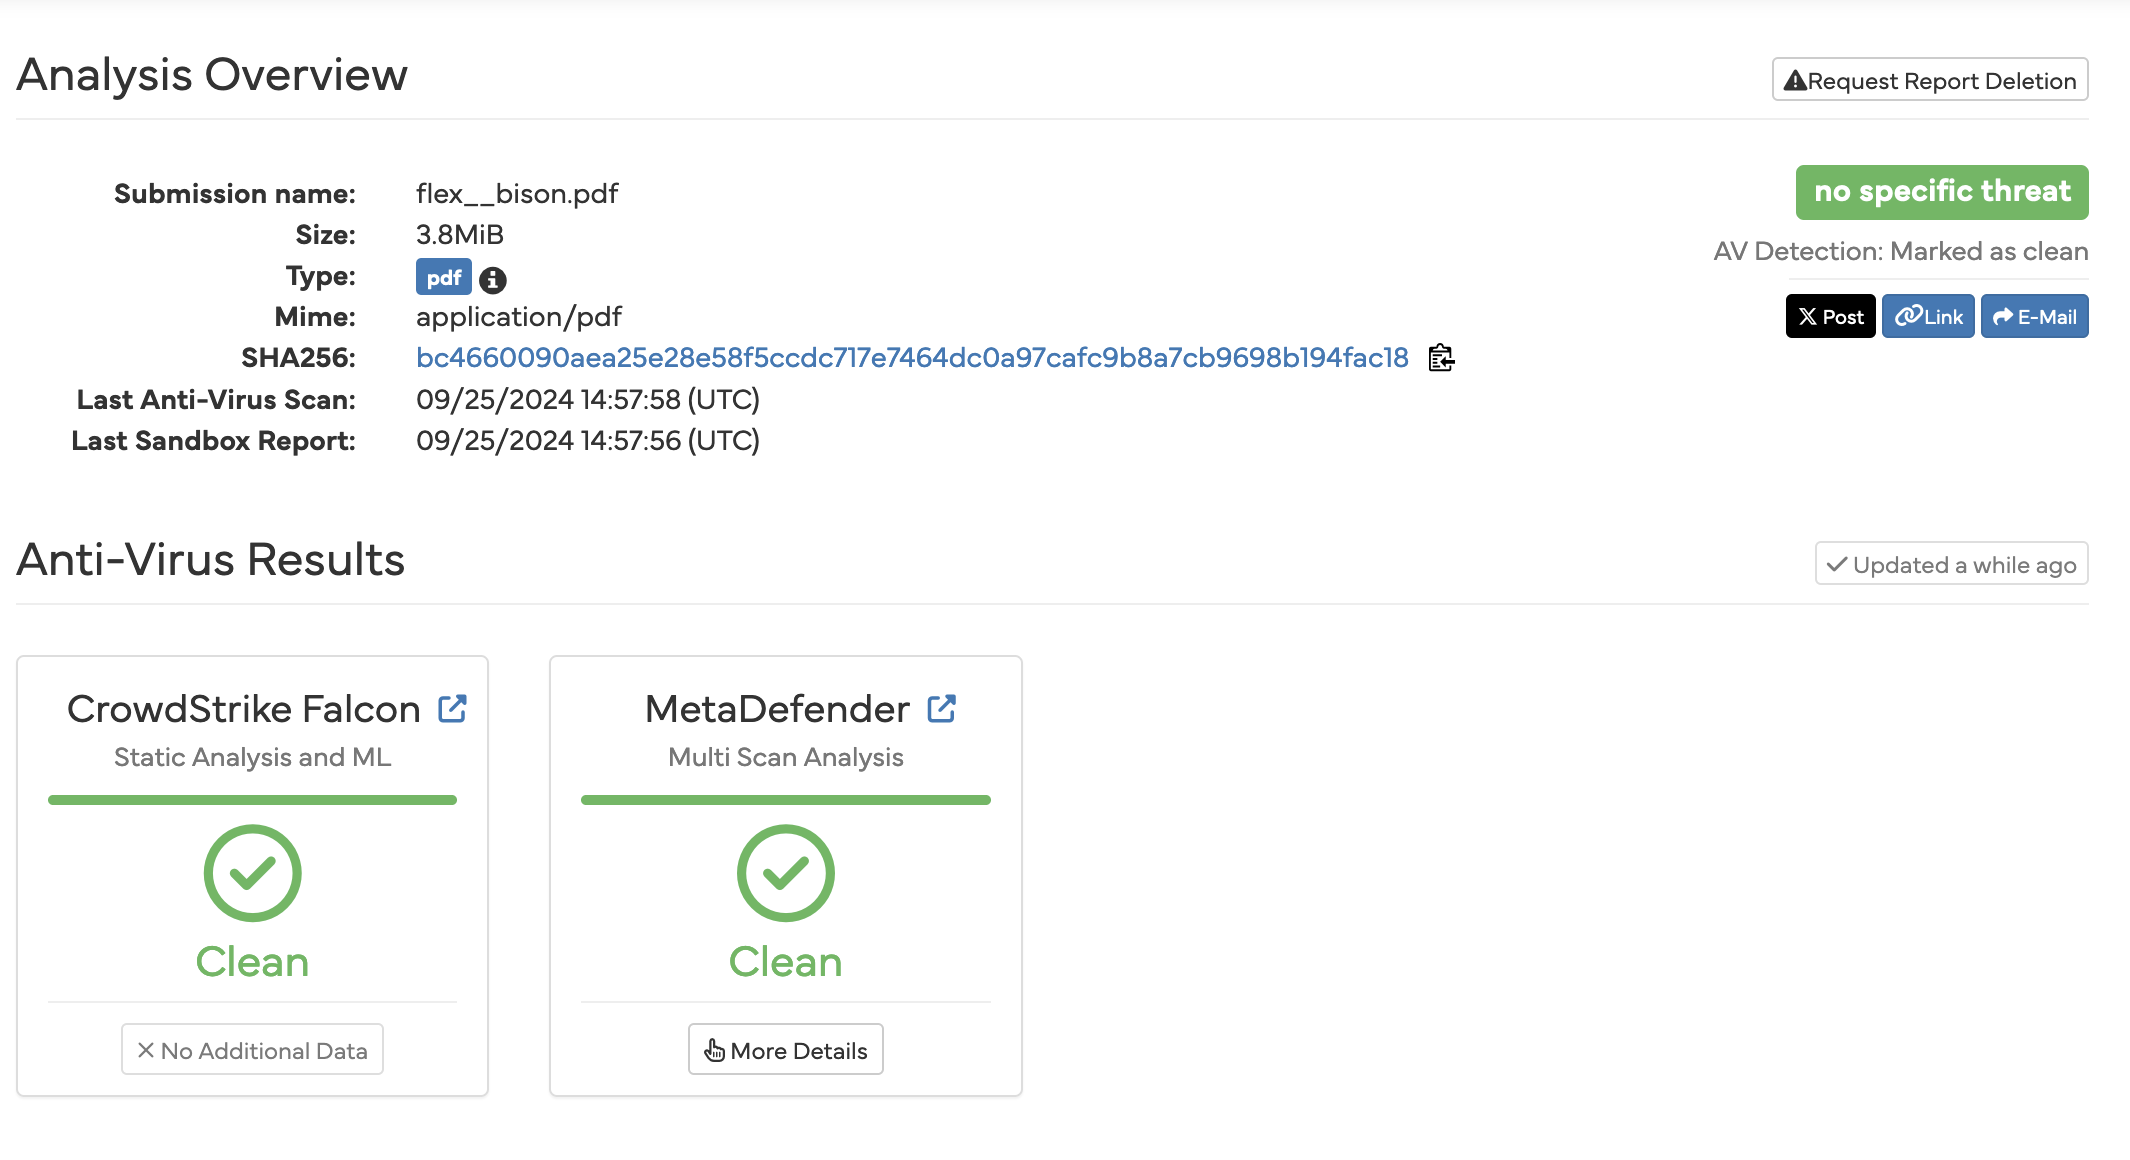 Analysis Overview
Request Report Deletion
Submission name: flex__bison.pdf
Size: 3.8MiB
Type: pdf
Mime: application/pdf
SHA256: bc4660090aea25e28e58f5ccdc717e7464dc0a97cafc9b8a7cb9698b194fac18
Last Anti-Virus Scan: 09/25/2024 14:57:58 (UTC)
Last Sandbox Report: 09/25/2024 14:57:56 (UTC)
no specific threat
AV Detection: Marked as clean
Post Link E-Mail
Anti-Virus Results
Updated a while ago
CrowdStrike Falcon
Static Analysis and ML
Clean
No Additional Data
MetaDefender
Multi Scan Analysis
Clean
More Details